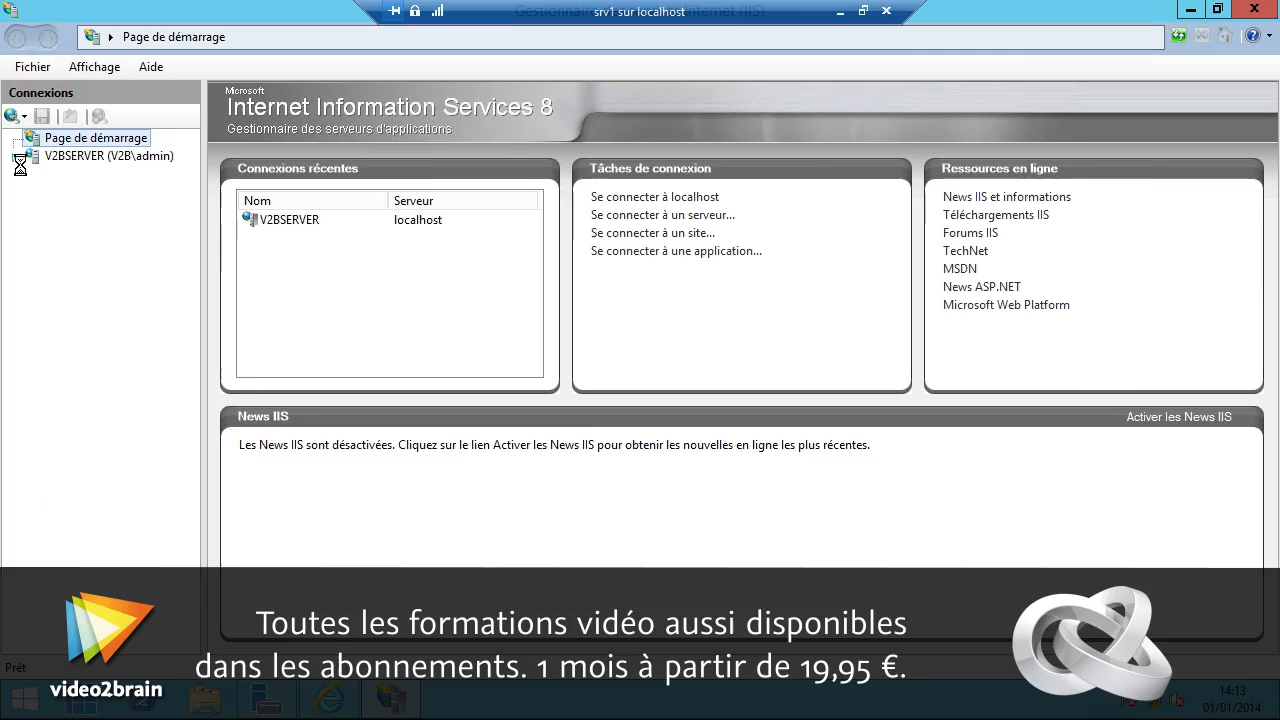 Gestionnaire
srv1 sur localhost
Internet (IIS)
Page de démarrage
Fichier
Affichage
Aide
Connexions
Page de démarrage
V2BSERVER (V2B\admin)
Microsoft
Internet Information Services 8
Gestionnaire des serveurs d'applications
Connexions récentes
Nom
Serveur
V2BSERVER
localhost
Tâches de connexion
Se connecter à localhost
Se connecter à un serveur...
Se connecter à un site...
Se connecter à une application...
Ressources en ligne
News IIS et informations
Téléchargements IIS
Forums IIS
TechNet
MSDN
News ASP.NET
Microsoft Web Platform
News IIS
Activer les News IIS
Les News IIS sont désactivées. Cliquez sur le lien Activer les News IIS pour obtenir les nouvelles en ligne les plus récentes.
Toutes les formations vidéo aussi disponibles
dans les abonnements. 1 mois à partir de 19,95 €.
video2brain
Prêt
14:13
01/01/2014